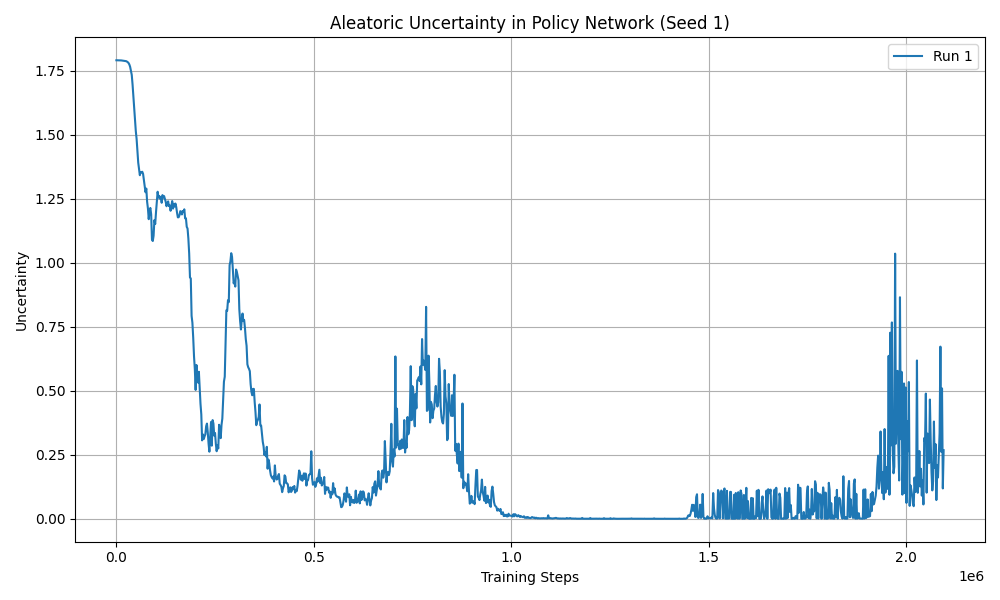 Aleatoric Uncertainty in Policy Network (Seed 1)
Run 1
Uncertainty
1.75
1.50
1.25
1.00
0.75
0.50
0.25
0.00
0.0 0.5 1.0 1.5 2.0
1e6
Training Steps